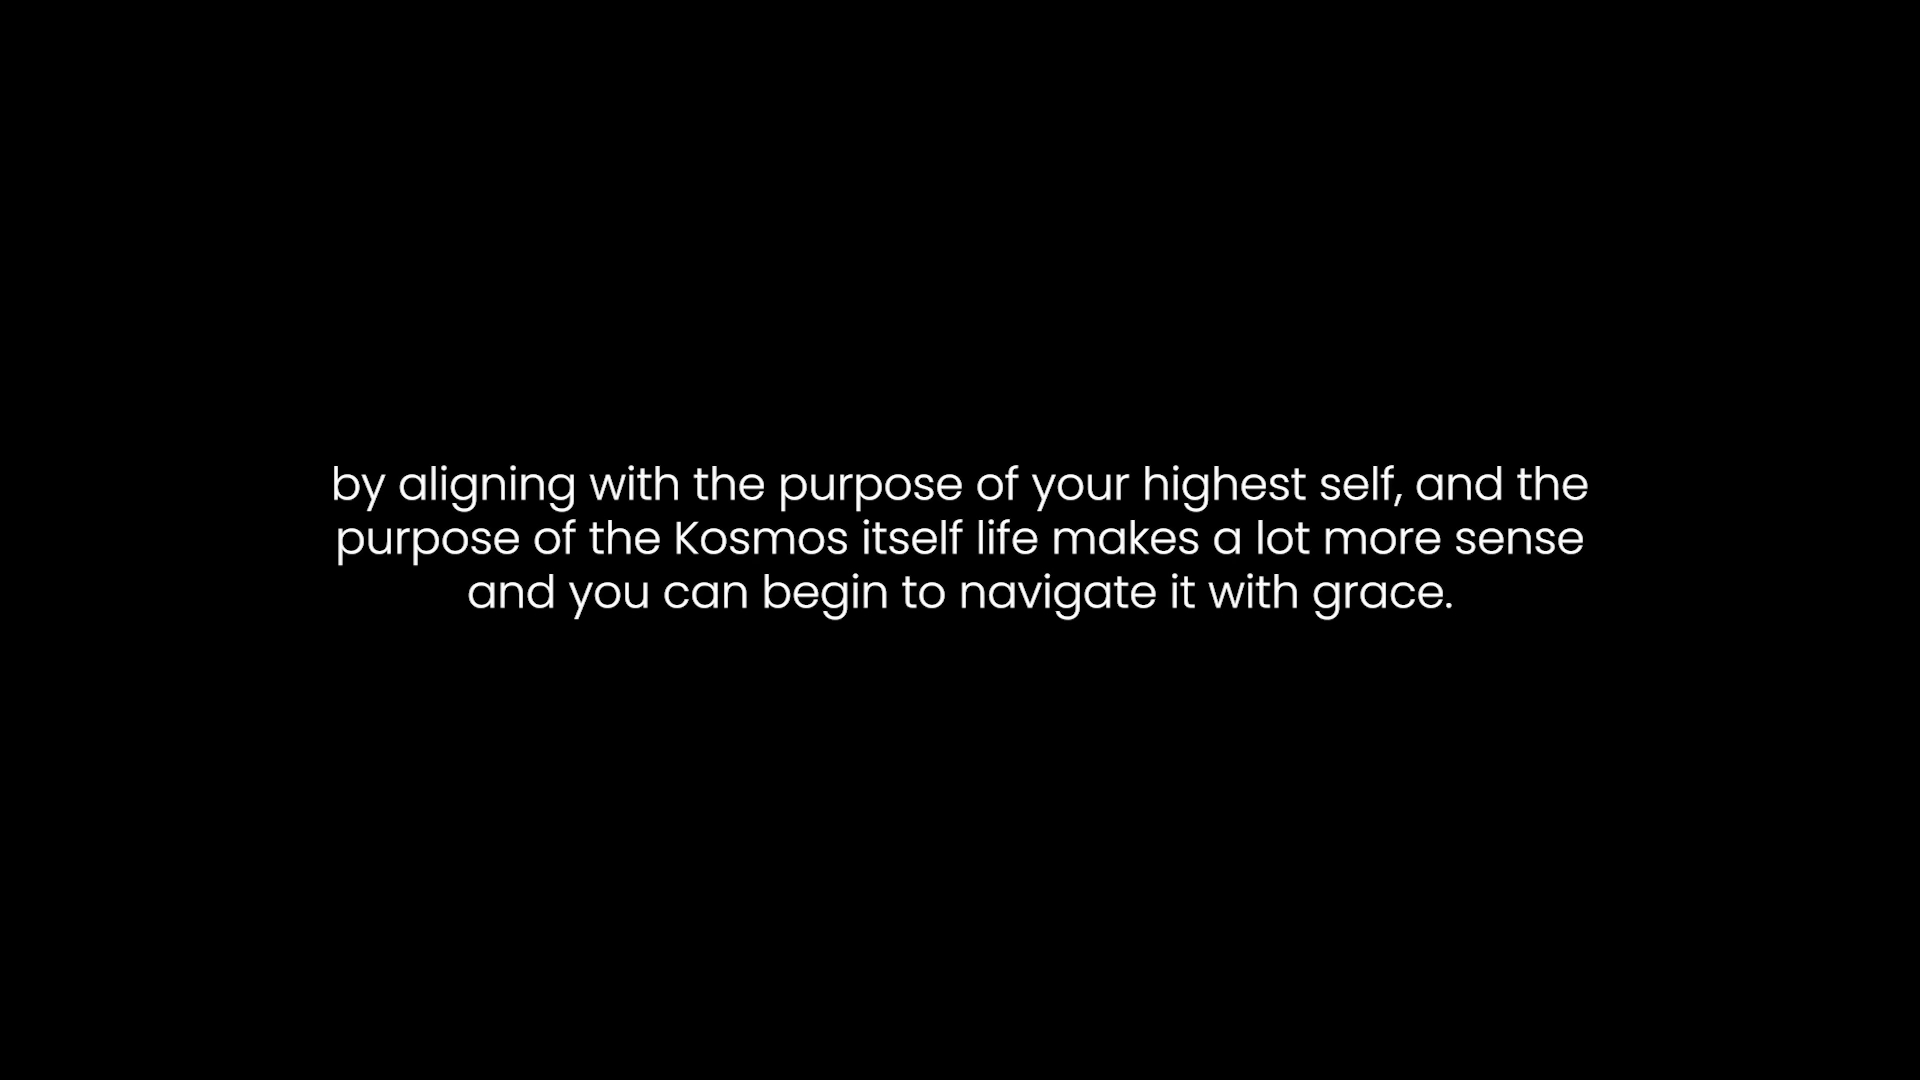 by aligning with the purpose of your highest self, and the
purpose of the Kosmos itself life makes a lot more sense
and you can begin to navigate it with grace.